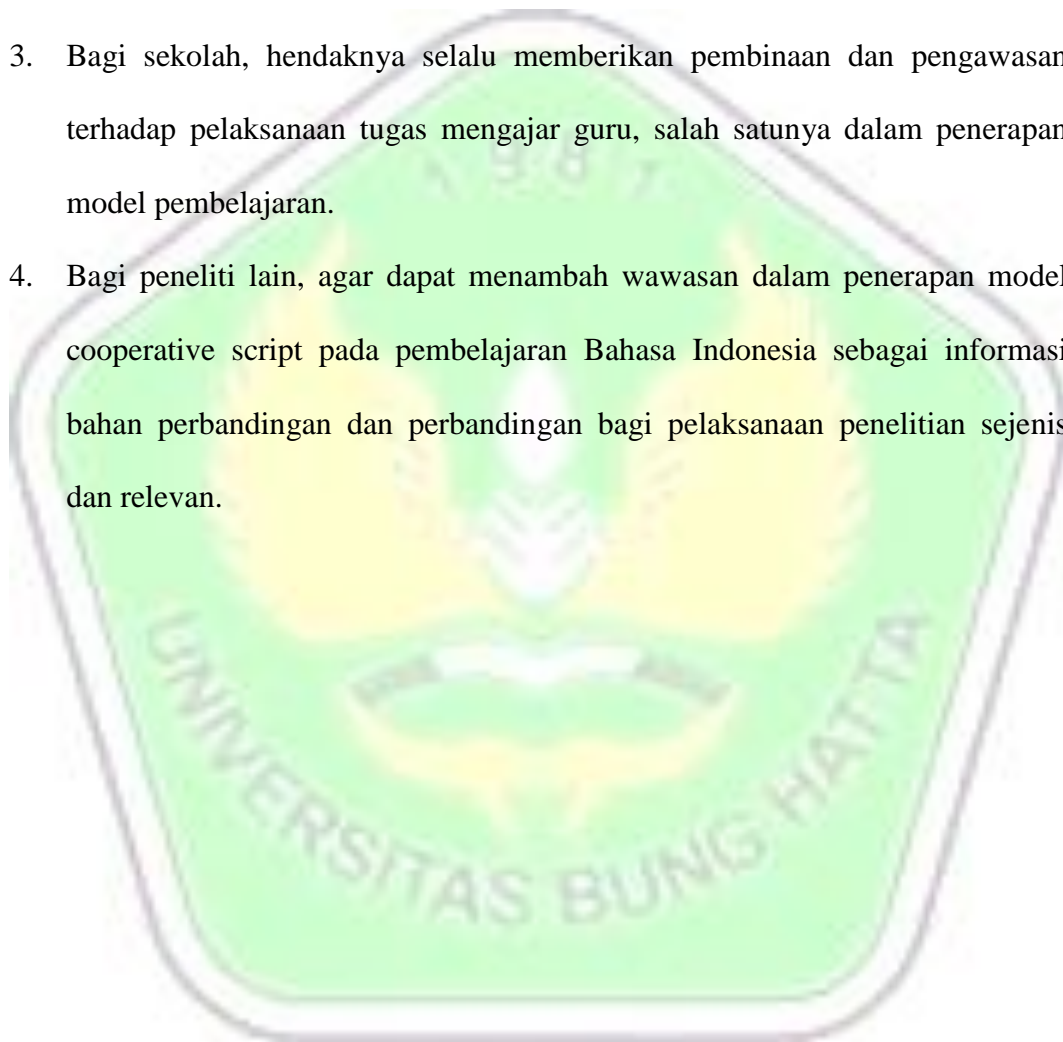 3. Bagi sekolah, hendaknya selalu memberikan pembinaan dan pengawasan
terhadap pelaksanaan tugas mengajar guru, salah satunya dalam penerapan
model pembelajaran.
4. Bagi peneliti lain, agar dapat menambah wawasan dalam penerapan model
cooperative script pada pembelajaran Bahasa Indonesia sebagai informasi
bahan perbandingan dan perbandingan bagi pelaksanaan penelitian sejenis
dan relevan.
1981
UNIVERSITAS BUNG HATTA